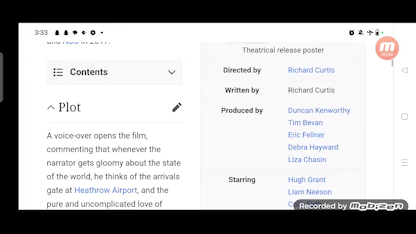 3:33
and NBC in 2017.
Contents
Plot
A voice-over opens the film,
commenting that whenever the
narrator gets gloomy about the state
of the world, he thinks of the arrivals
gate at Heathrow Airport, and the
pure and uncomplicated love of
Theatrical release poster
Directed by Richard Curtis
Written by Richard Curtis
Produced by Duncan Kenworthy
Tim Bevan
Eric Fellner
Debra Hayward
Liza Chasin
Starring Hugh Grant
Liam Neeson
Recorded by Mobizen